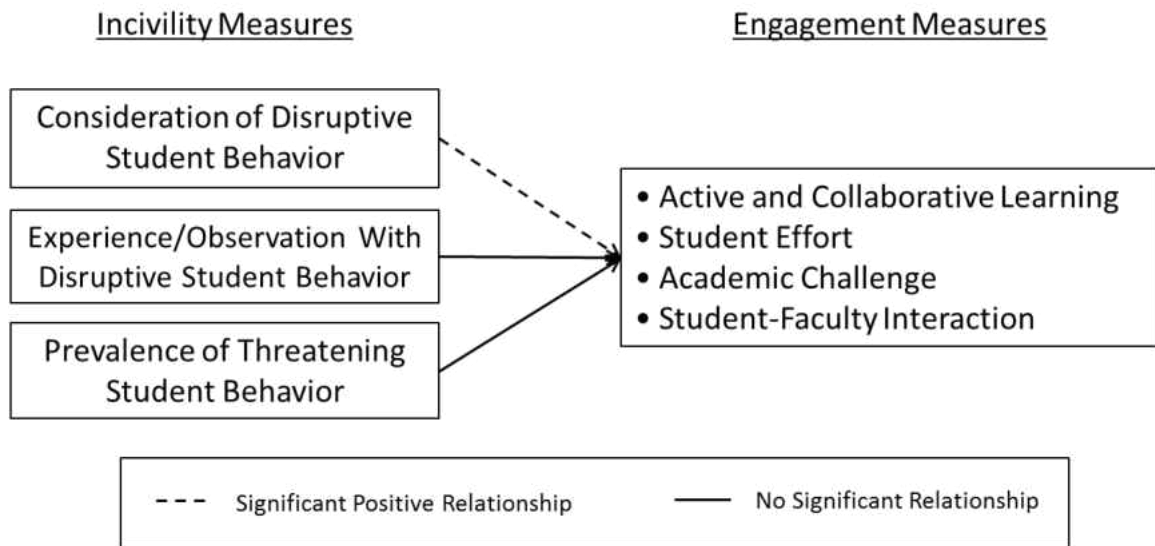 Incivility Measures
Engagement Measures
Consideration of Disruptive
Student Behavior
Experience/Observation With
Disruptive Student Behavior
Prevalence of Threatening
Student Behavior
• Active and Collaborative Learning
• Student Effort
• Academic Challenge
• Student-Faculty Interaction
Significant Positive Relationship
No Significant Relationship